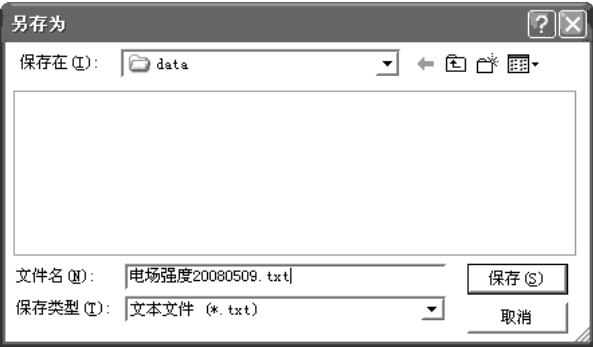 另存为
保存在(I): data
文件名(N): 电场强度20080509.txt 保存(S)
保存类型(T): 文本文件 (*.txt) 取消